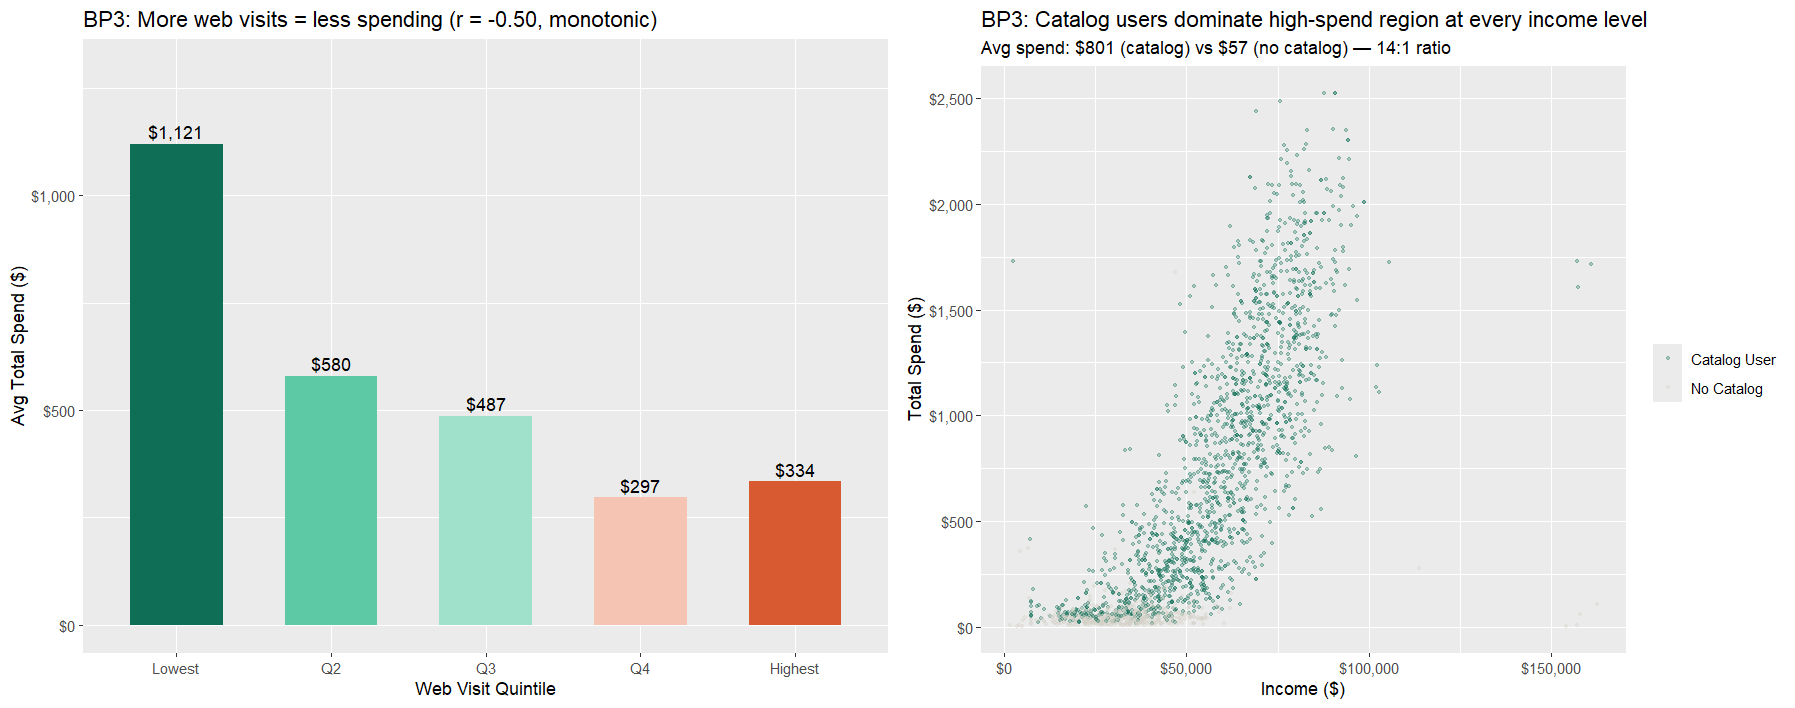 BP3: More web visits = less spending (r = -0.50, monotonic)
Avg Total Spend ($)
$1,000
$500
$0
$1,121
$580
$487
$297
$334
Lowest
Q2
Q3
Q4
Highest
Web Visit Quintile
BP3: Catalog users dominate high-spend region at every income level
Avg spend: $801 (catalog) vs $57 (no catalog) — 14:1 ratio
Total Spend ($)
$2,500
$2,000
$1,500
$1,000
$500
$0
$0
$50,000
$100,000
$150,000
Income ($)
Catalog User
No Catalog